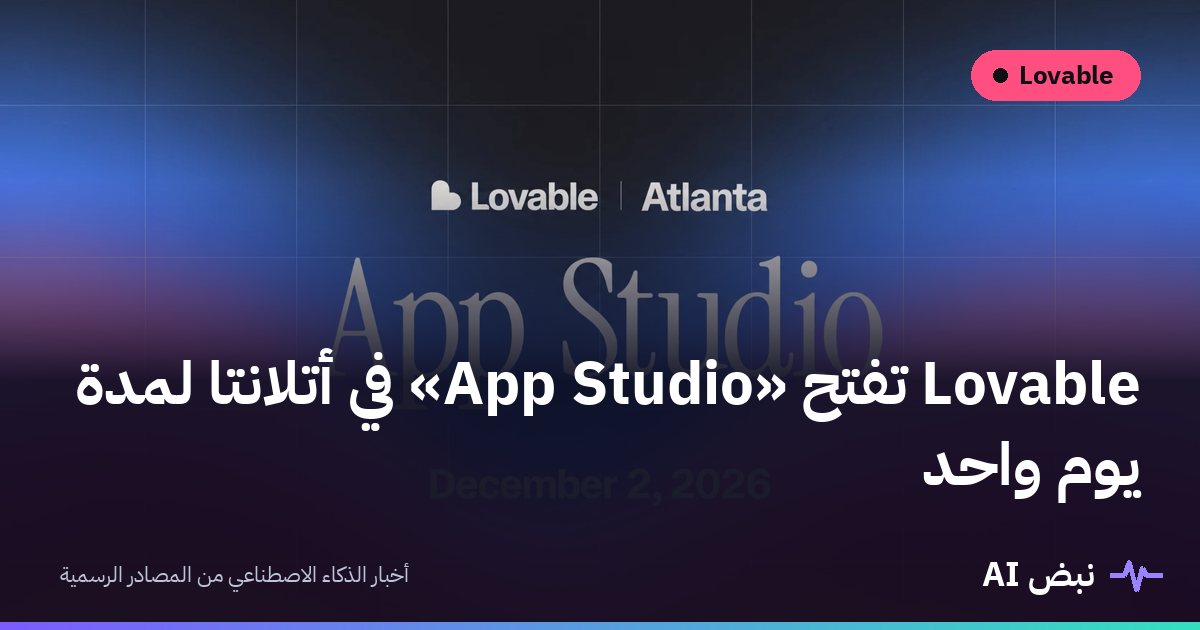 Lovable
Lovable | Atlanta
App Studio
Lovable تفتح «App Studio» في أتلانتا لمدة
يوم واحد
December 2, 2026
نبض AI
أخبار الذكاء الاصطناعي من المصادر الرسمية